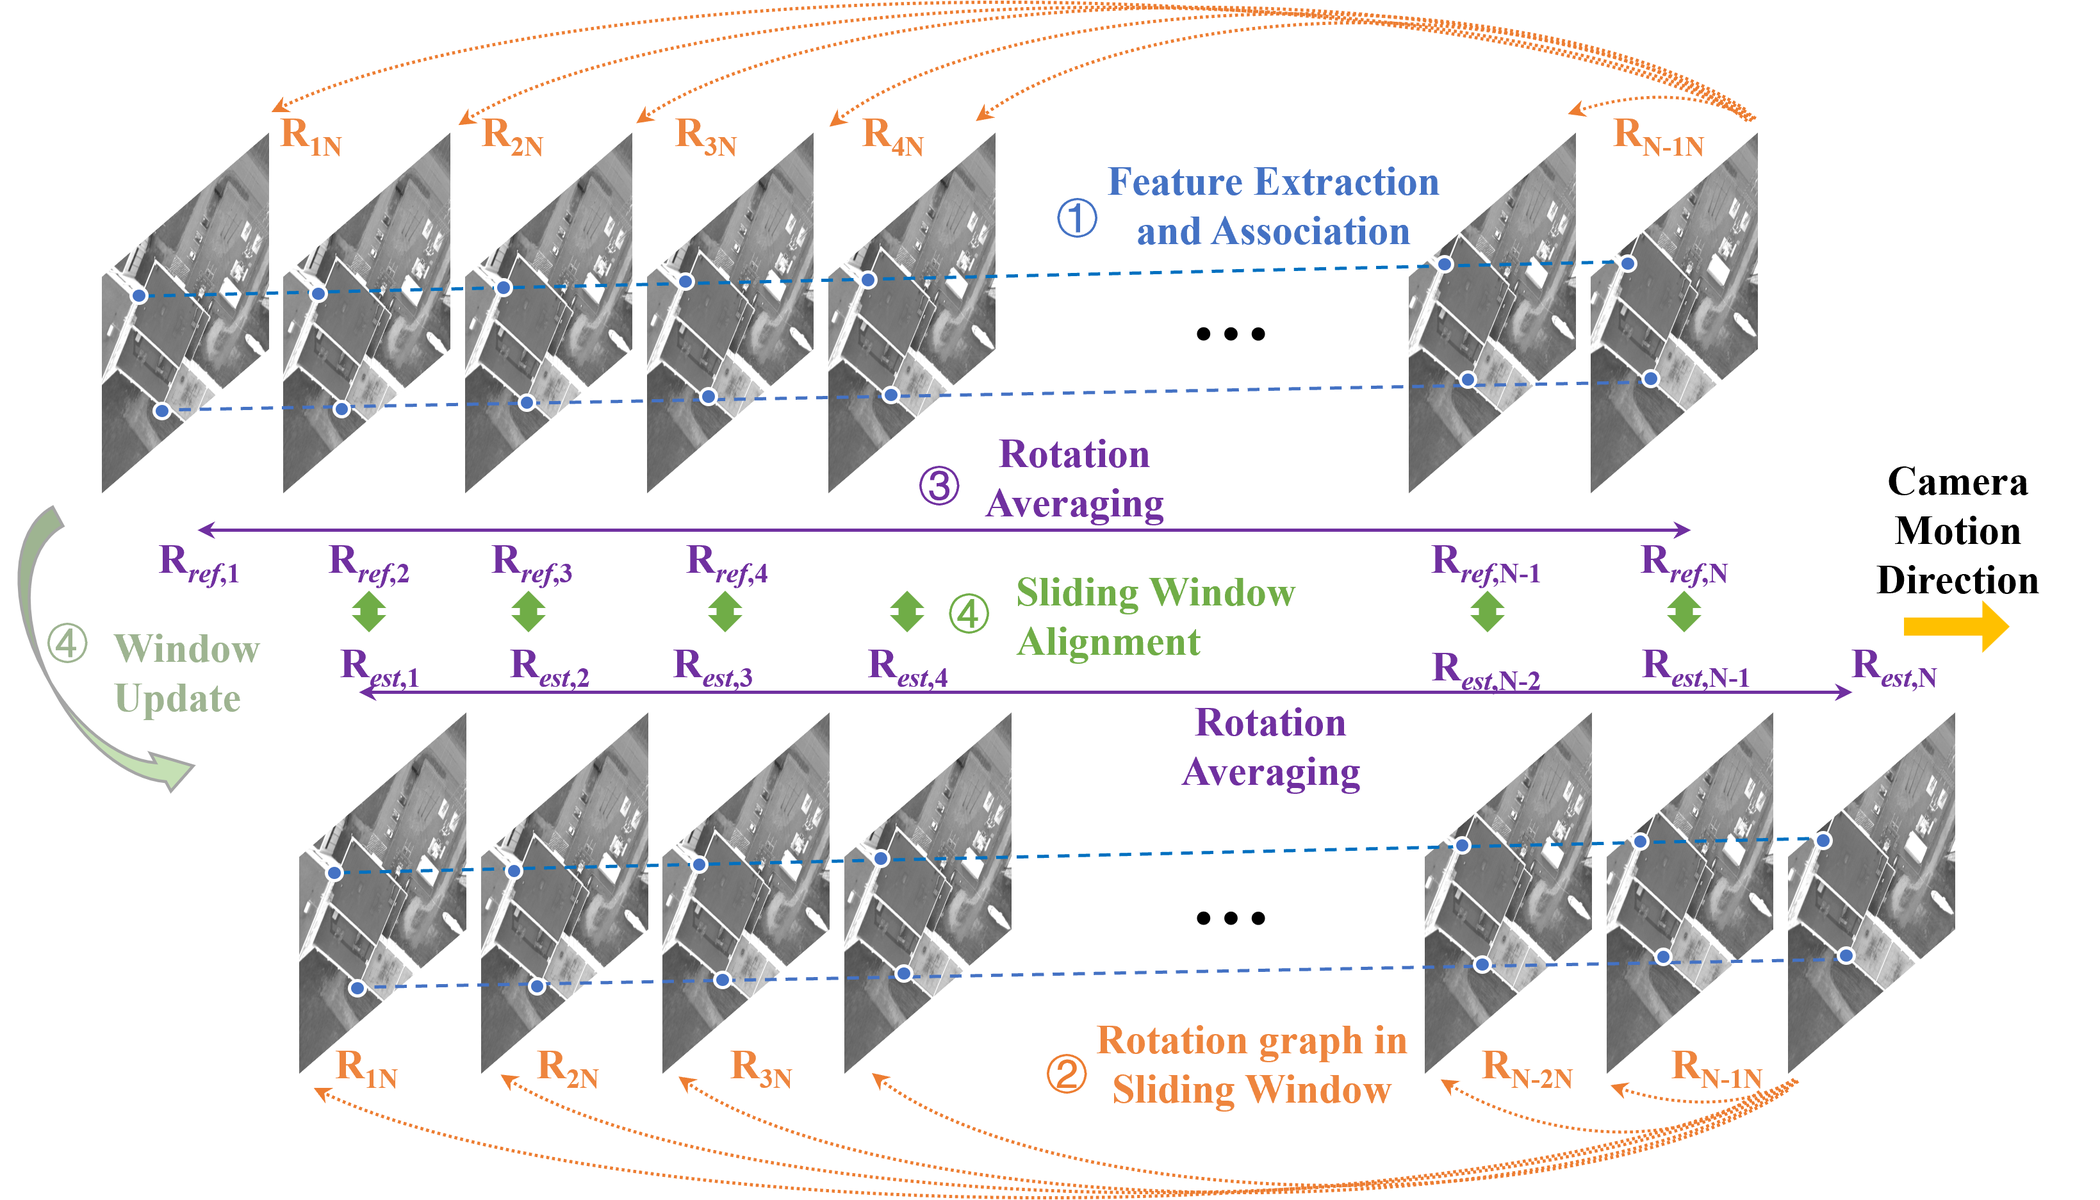 R1N R2N R3N R4N RN-1N
① Feature Extraction
and Association
③ Rotation
Averaging
Camera
Motion
Direction
Rref,1 Rref,2 Rref,3 Rref,4 Rref,N-1 Rref,N
④ Sliding Window
Alignment
④ Window
Update
Rest,1 Rest,2 Rest,3 Rest,4 Rest,N-2 Rest,N-1 Rest,N
Rotation
Averaging
② Rotation graph in
Sliding Window
R1N R2N R3N RN-2N RN-1N